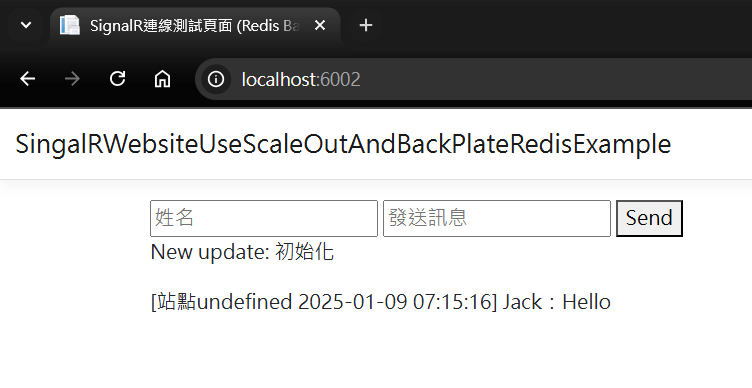 SignalR連線測試頁面 (Redis Ba
localhost:6002
SingalRWebsiteUseScaleOutAndBackPlateRedisExample
姓名 發送訊息 Send
New update: 初始化
[站點undefined 2025-01-09 07:15:16] Jack：Hello